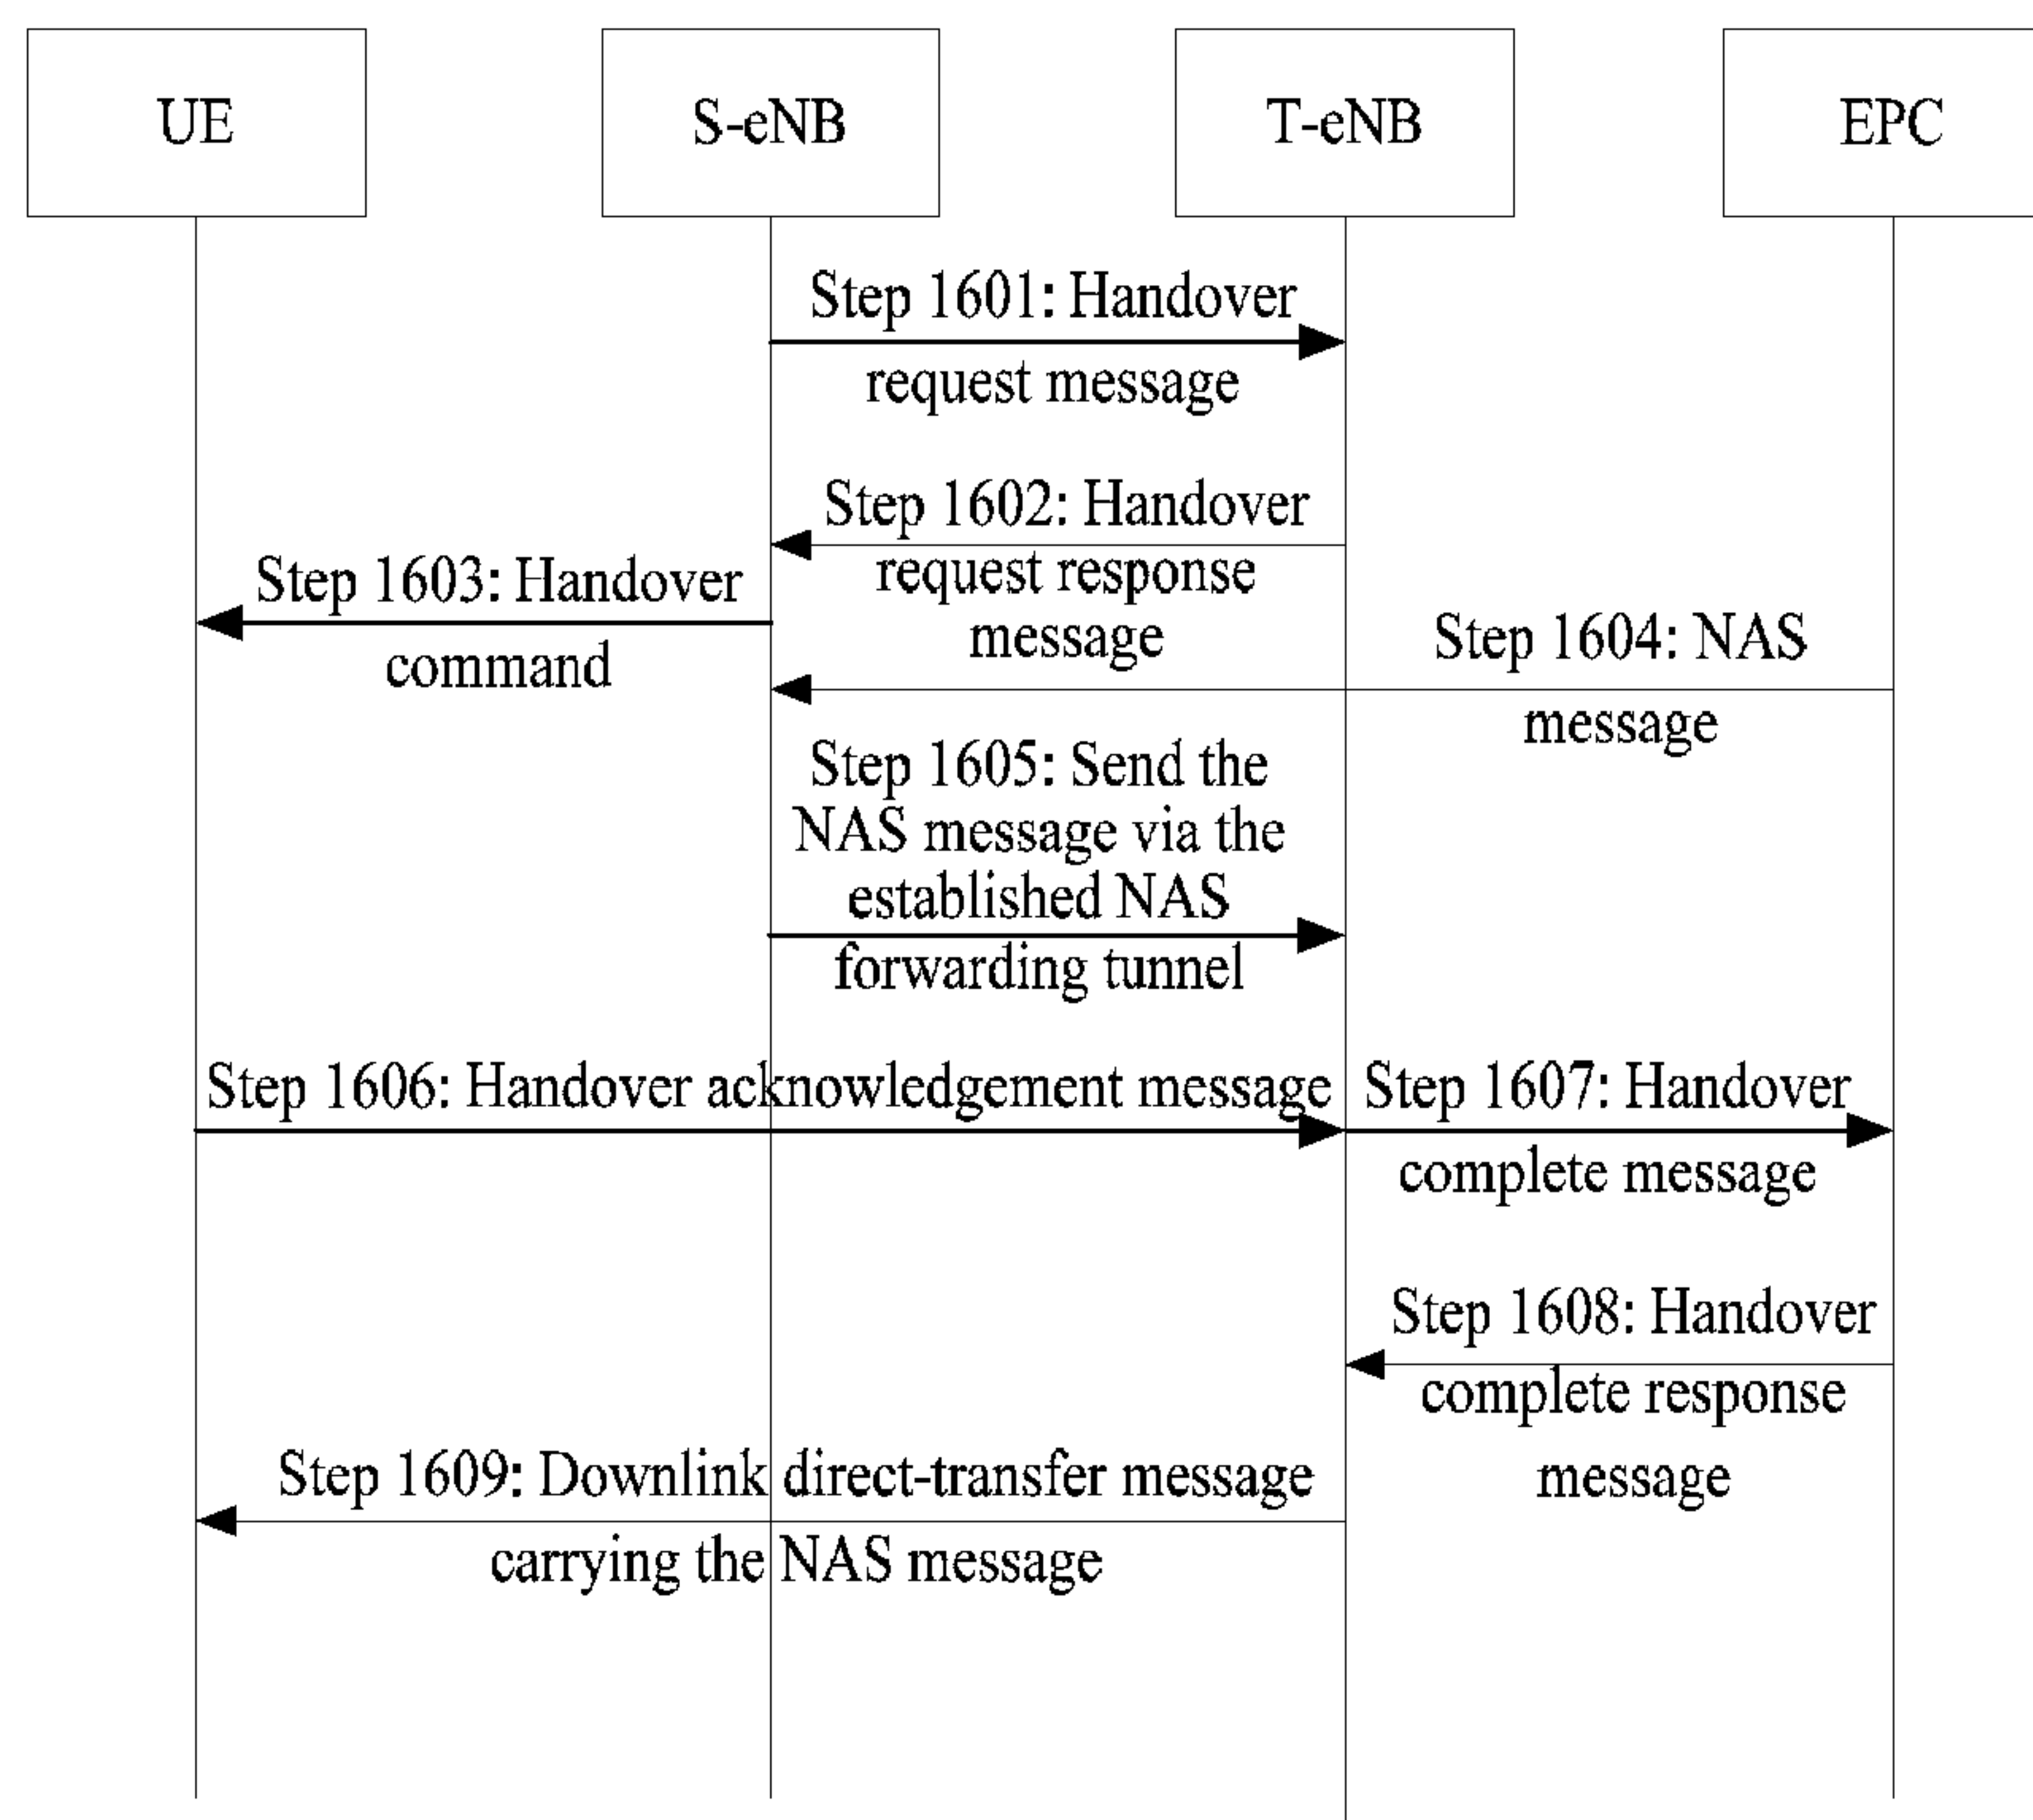 UE
S-eNB
T-eNB
EPC
Step 1601: Handover
request message
Step 1602: Handover
request response
message
Step 1603: Handover
command
Step 1604: NAS
message
Step 1605: Send the
NAS message via the
established NAS
forwarding tunnel
Step 1606: Handover acknowledgement message
Step 1607: Handover
complete message
Step 1608: Handover
complete response
message
Step 1609: Downlink direct-transfer message
carrying the NAS message